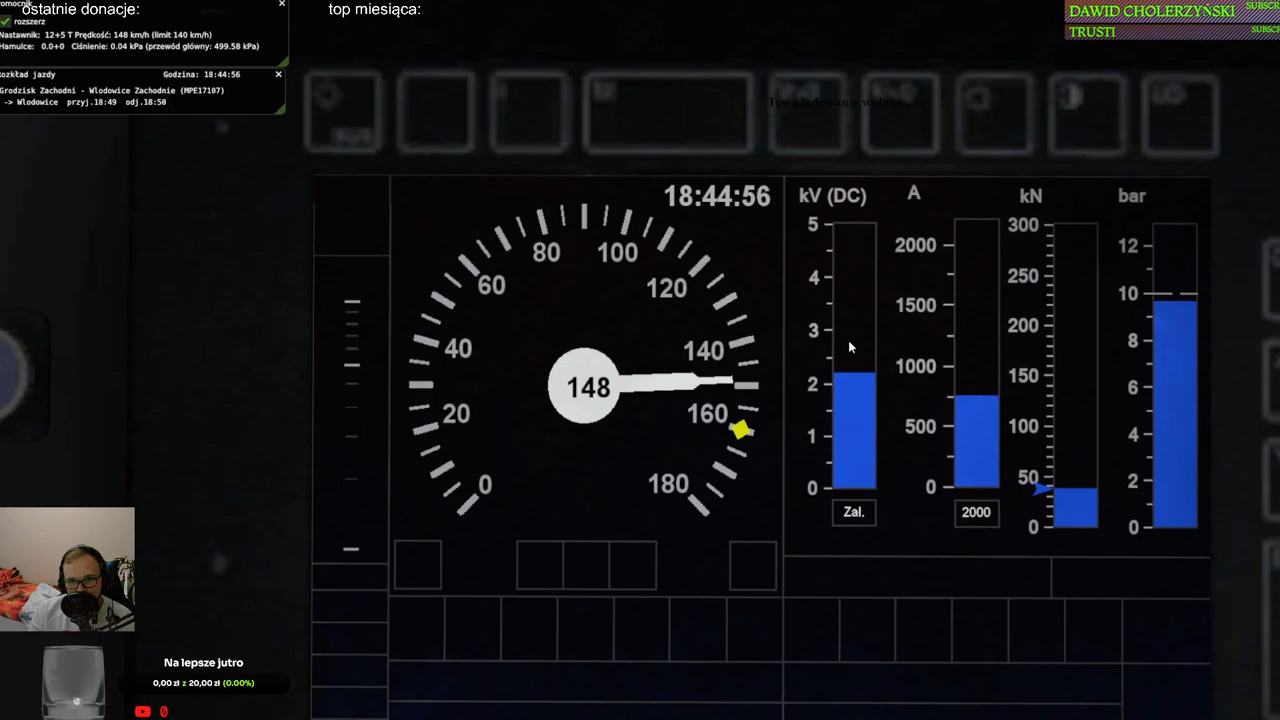 ostatnie donacje:
top miesiąca:
DAWID CHOLERZYŃSKI
TRUSTI
rozszerz
Nastawnik: 12+5 T Prędkość: 148 km/h (limit 140 km/h)
Hamulce: 0.0+0 Ciśnienie: 0.04 kPa (przewód główny: 499.58 kPa)
Rozkład jazdy Godzina: 18:44:56
Grodzisk Zachodni - Wlodowice Zachodnie (MPE17107)
-> Wlodowice przyj.18:49 odj.18:50
Trwa ładowanie widoku...
18:44:56
kV (DC) A kN bar
0 20 40 60 80 100 120 140 160 180
148
5 4 3 2 1 0
2000 1500 1000 500 0
300 250 200 150 100 50 0
12 10 8 6 4 2 0
Zał.
2000
Na lepsze jutro
0,00 zł z 20,00 zł (0.00%)
0